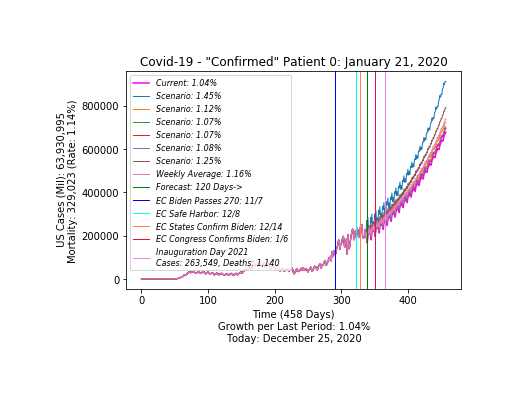 Covid-19 - "Confirmed" Patient 0: January 21, 2020
US Cases (Mil): 63,930,995
Mortality: 329,023 (Rate: 1.14%)
800000
600000
400000
200000
0
Current: 1.04%
Scenario: 1.45%
Scenario: 1.12%
Scenario: 1.07%
Scenario: 1.07%
Scenario: 1.08%
Scenario: 1.25%
Weekly Average: 1.16%
Forecast: 120 Days->
EC Biden Passes 270: 11/7
EC Safe Harbor: 12/8
EC States Confirm Biden: 12/14
EC Congress Confirms Biden: 1/6
Inauguration Day 2021
Cases: 263,549, Deaths: 1,140
0 100 200 300 400
Time (458 Days)
Growth per Last Period: 1.04%
Today: December 25, 2020